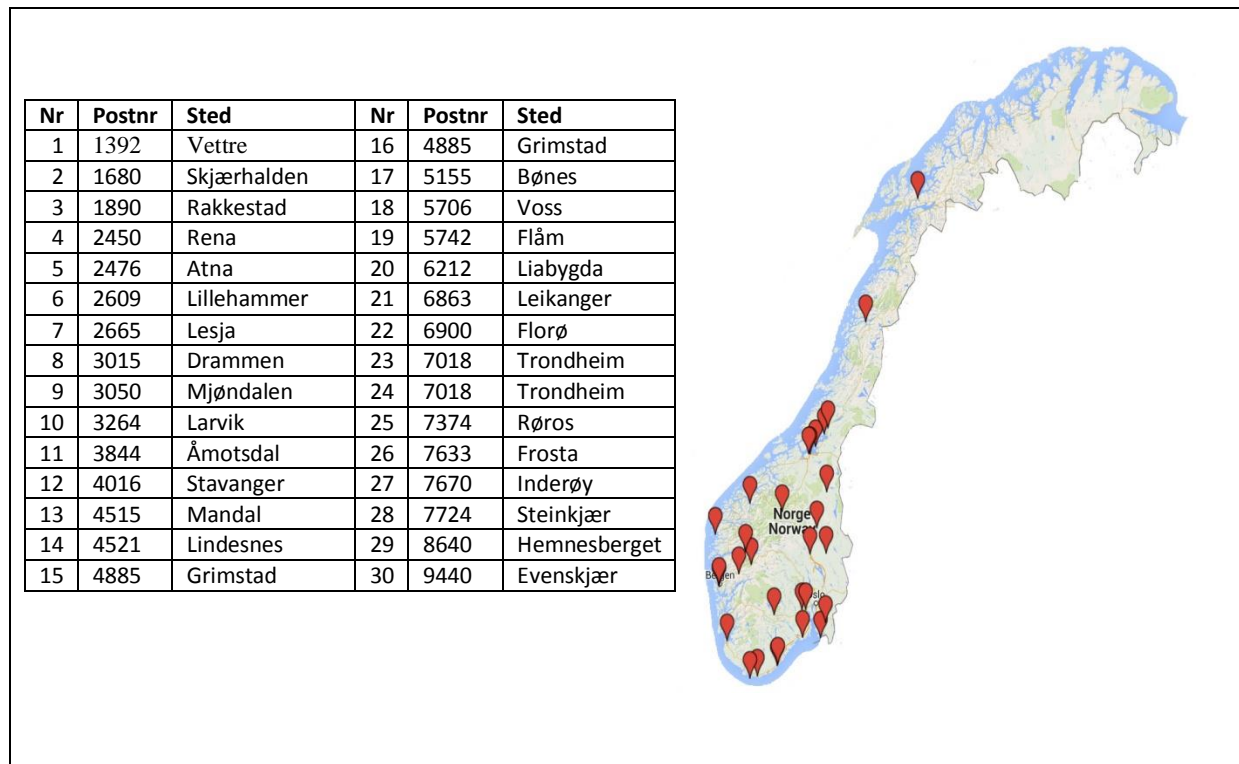 Nr Postnr Sted Nr Postnr Sted
1 1392 Vettre 16 4885 Grimstad
2 1680 Skjærhalden 17 5155 Bønes
3 1890 Rakkestad 18 5706 Voss
4 2450 Rena 19 5742 Flåm
5 2476 Atna 20 6212 Liabygda
6 2609 Lillehammer 21 6863 Leikanger
7 2665 Lesja 22 6900 Florø
8 3015 Drammen 23 7018 Trondheim
9 3050 Mjøndalen 24 7018 Trondheim
10 3264 Larvik 25 7374 Røros
11 3844 Åmotsdal 26 7633 Frosta
12 4016 Stavanger 27 7670 Inderøy
13 4515 Mandal 28 7724 Steinkjær
14 4521 Lindesnes 29 8640 Hemnesberget
15 4885 Grimstad 30 9440 Evenskjær
Norge
Norway